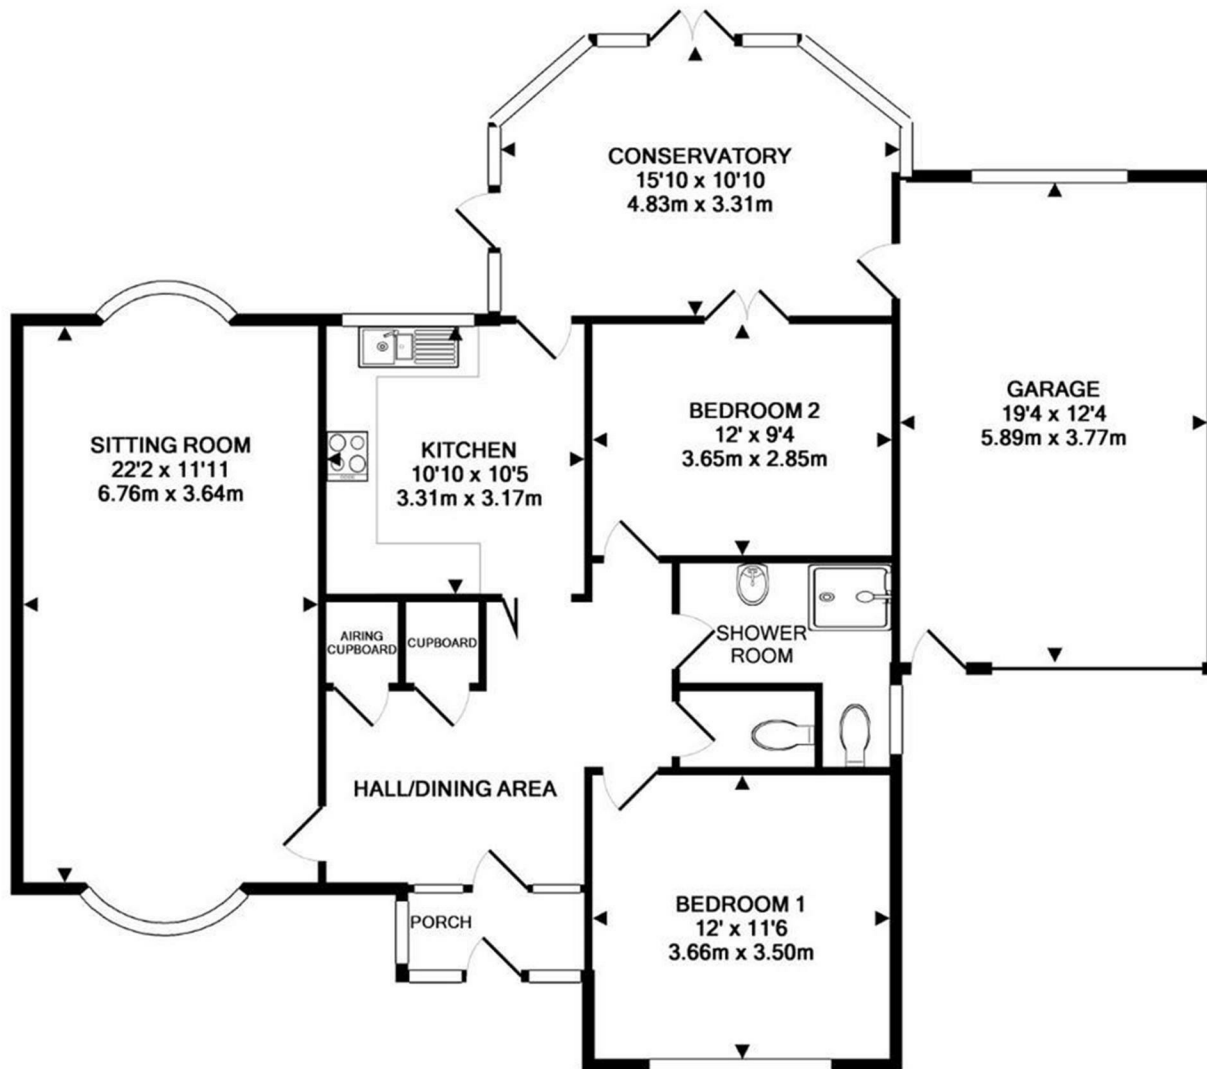 CONSERVATORY
15'10 x 10'10
4.83m x 3.31m
SITTING ROOM
22'2 x 11'11
6.76m x 3.64m
KITCHEN
10'10 x 10'5
3.31m x 3.17m
BEDROOM 2
12' x 9'4
3.65m x 2.85m
GARAGE
19'4 x 12'4
5.89m x 3.77m
AIRING
CUPBOARD
CUPBOARD
SHOWER
ROOM
HALL/DINING AREA
PORCH
BEDROOM 1
12' x 11'6
3.66m x 3.50m